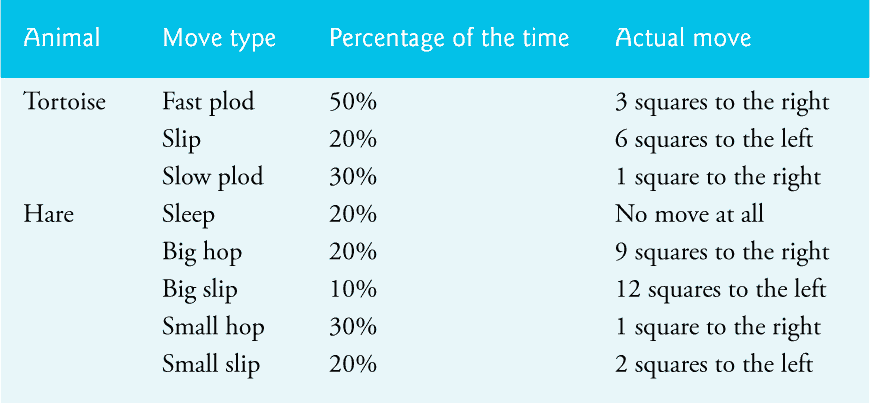 Animal Move type Percentage of the time Actual move
Tortoise Fast plod 50% 3 squares to the right
Slip 20% 6 squares to the left
Slow plod 30% 1 square to the right
Hare Sleep 20% No move at all
Big hop 20% 9 squares to the right
Big slip 10% 12 squares to the left
Small hop 30% 1 square to the right
Small slip 20% 2 squares to the left